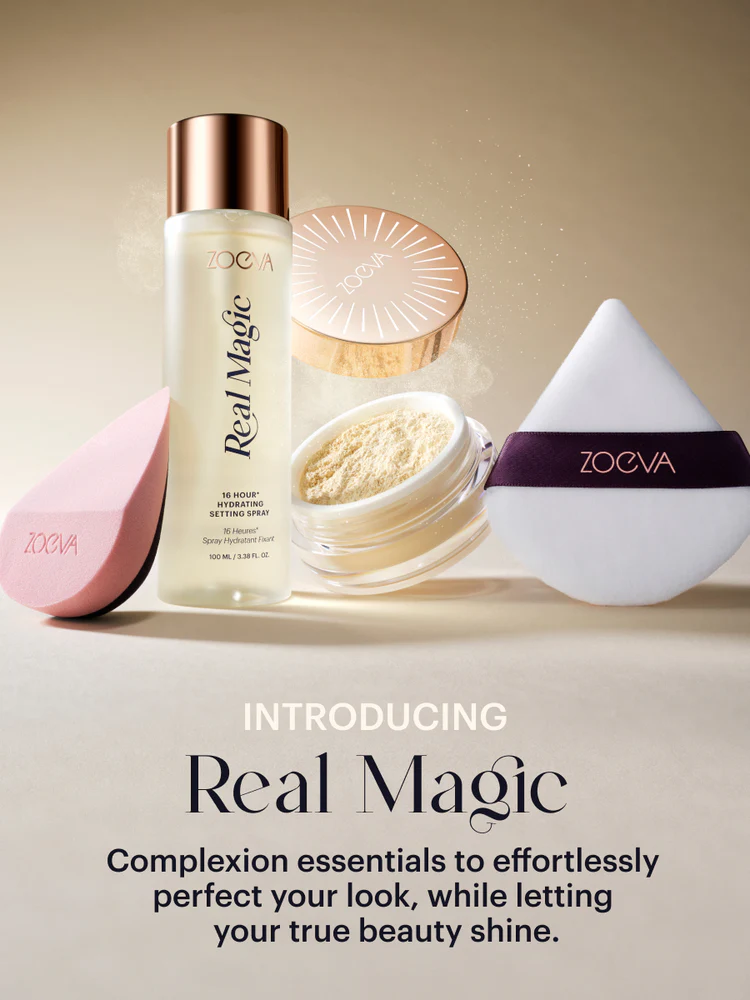 ZOEVA
Real Magic
16 HOUR*
HYDRATING
SETTING SPRAY
16 Heures*
Spray Hydratant Fixant
100 ML / 3.38 FL. OZ.
ZOEVA
ZOEVA
ZOEVA
INTRODUCING
Real Magic
Complexion essentials to effortlessly
perfect your look, while letting
your true beauty shine.